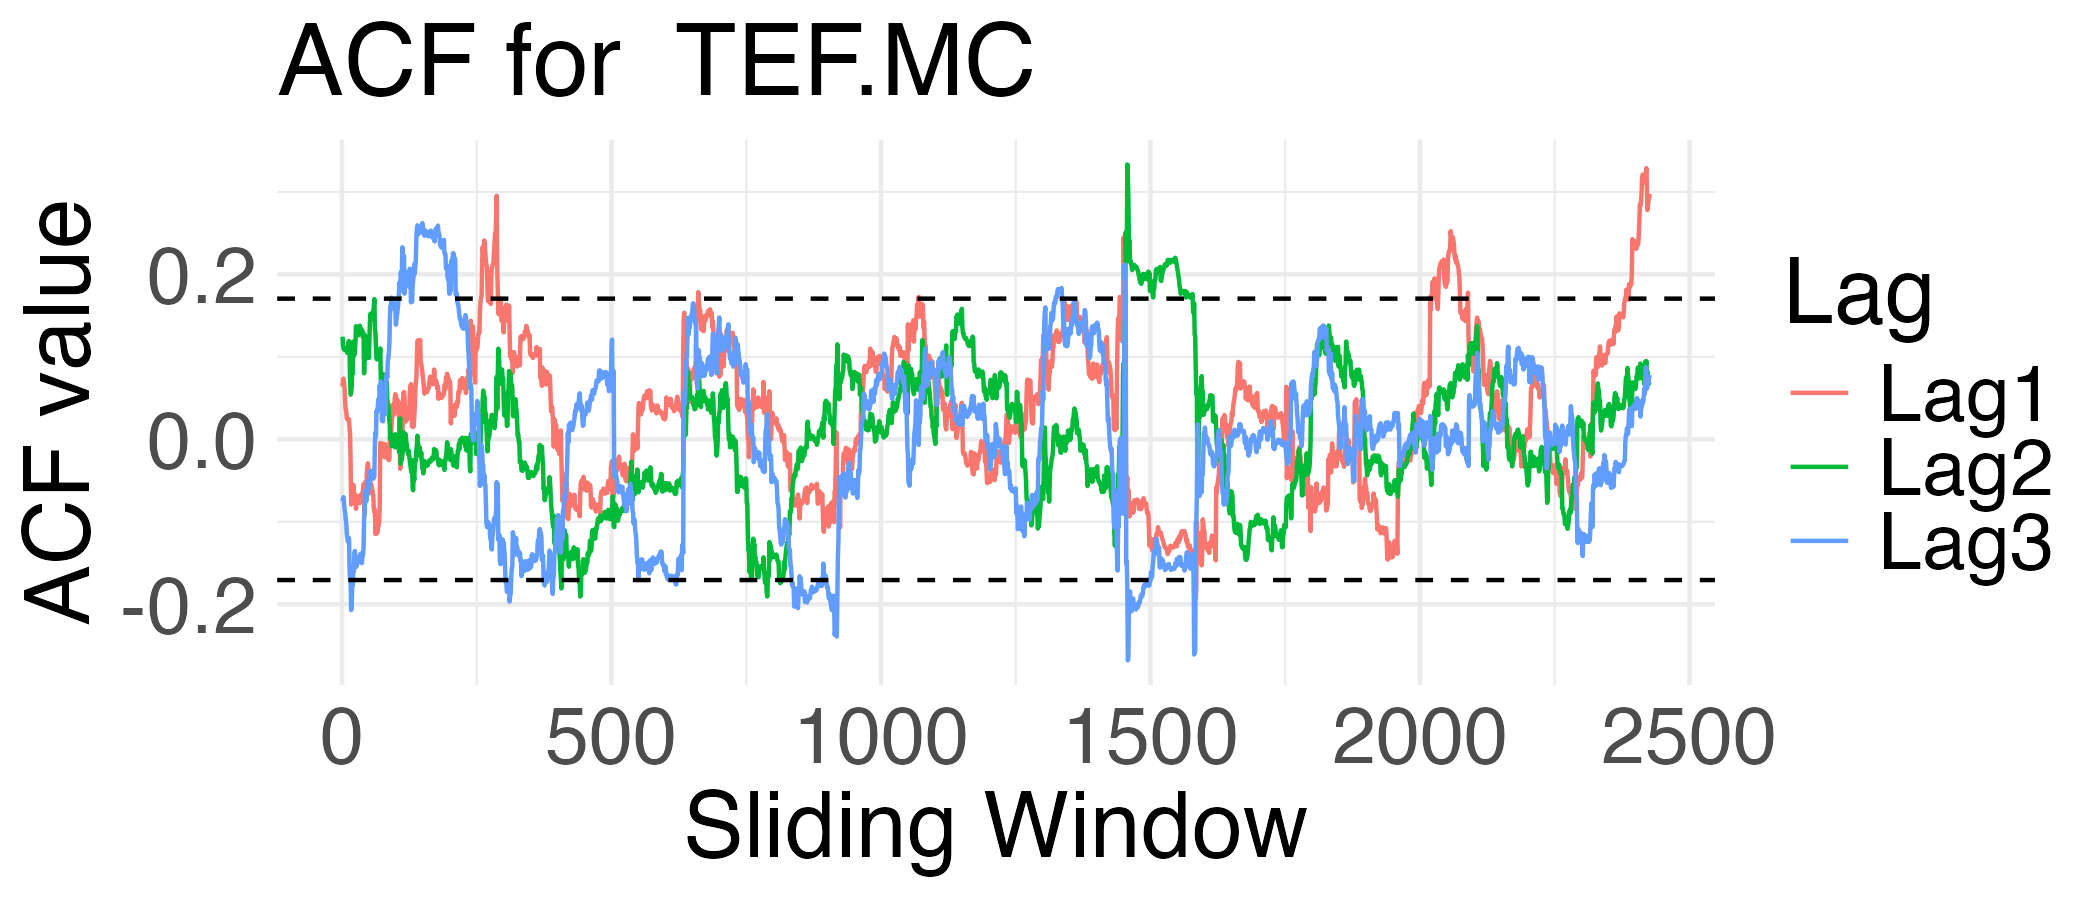 ACF for  TEF.MC
ACF value
0.2
0.0
-0.2
0 500 1000 1500 2000 2500
Sliding Window
Lag
Lag1
Lag2
Lag3